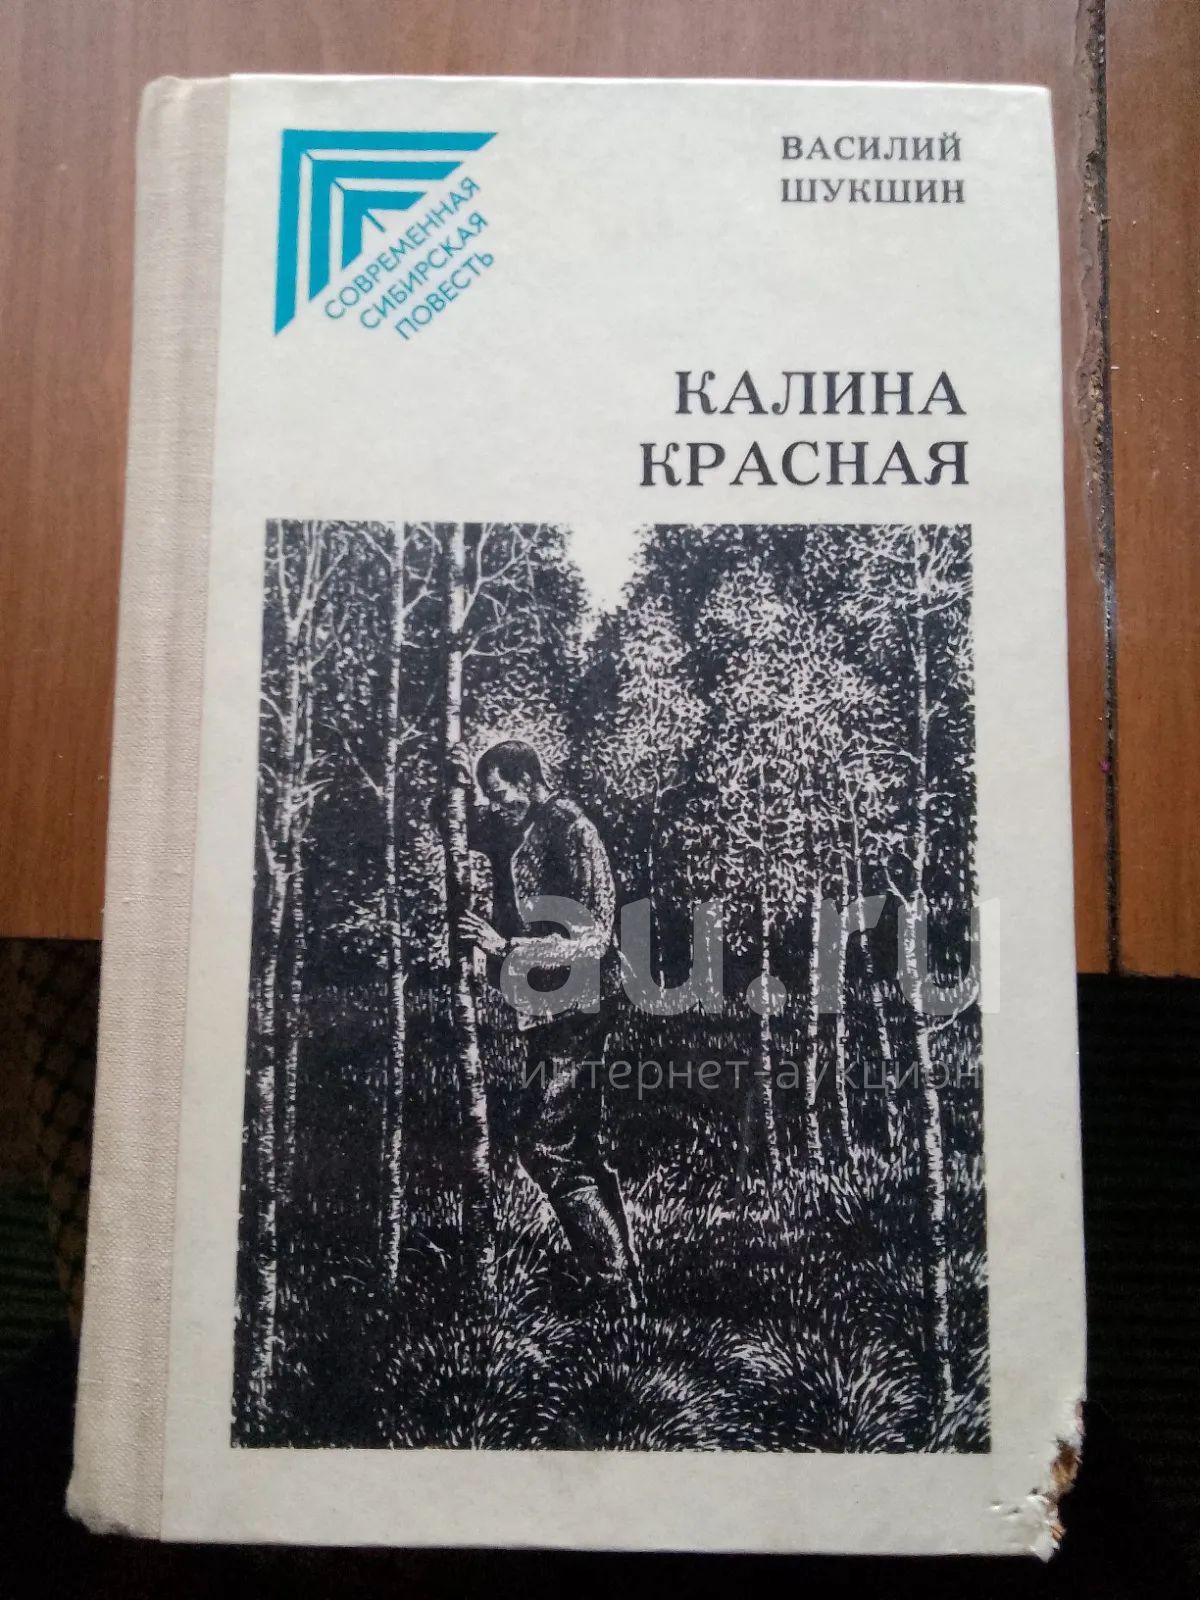 ВАСИЛИЙ
ШУКШИН
СОВРЕМЕННАЯ
СИБИРСКАЯ
ПОВЕСТЬ
КАЛИНА
КРАСНАЯ
au.ru
интернет-аукцион